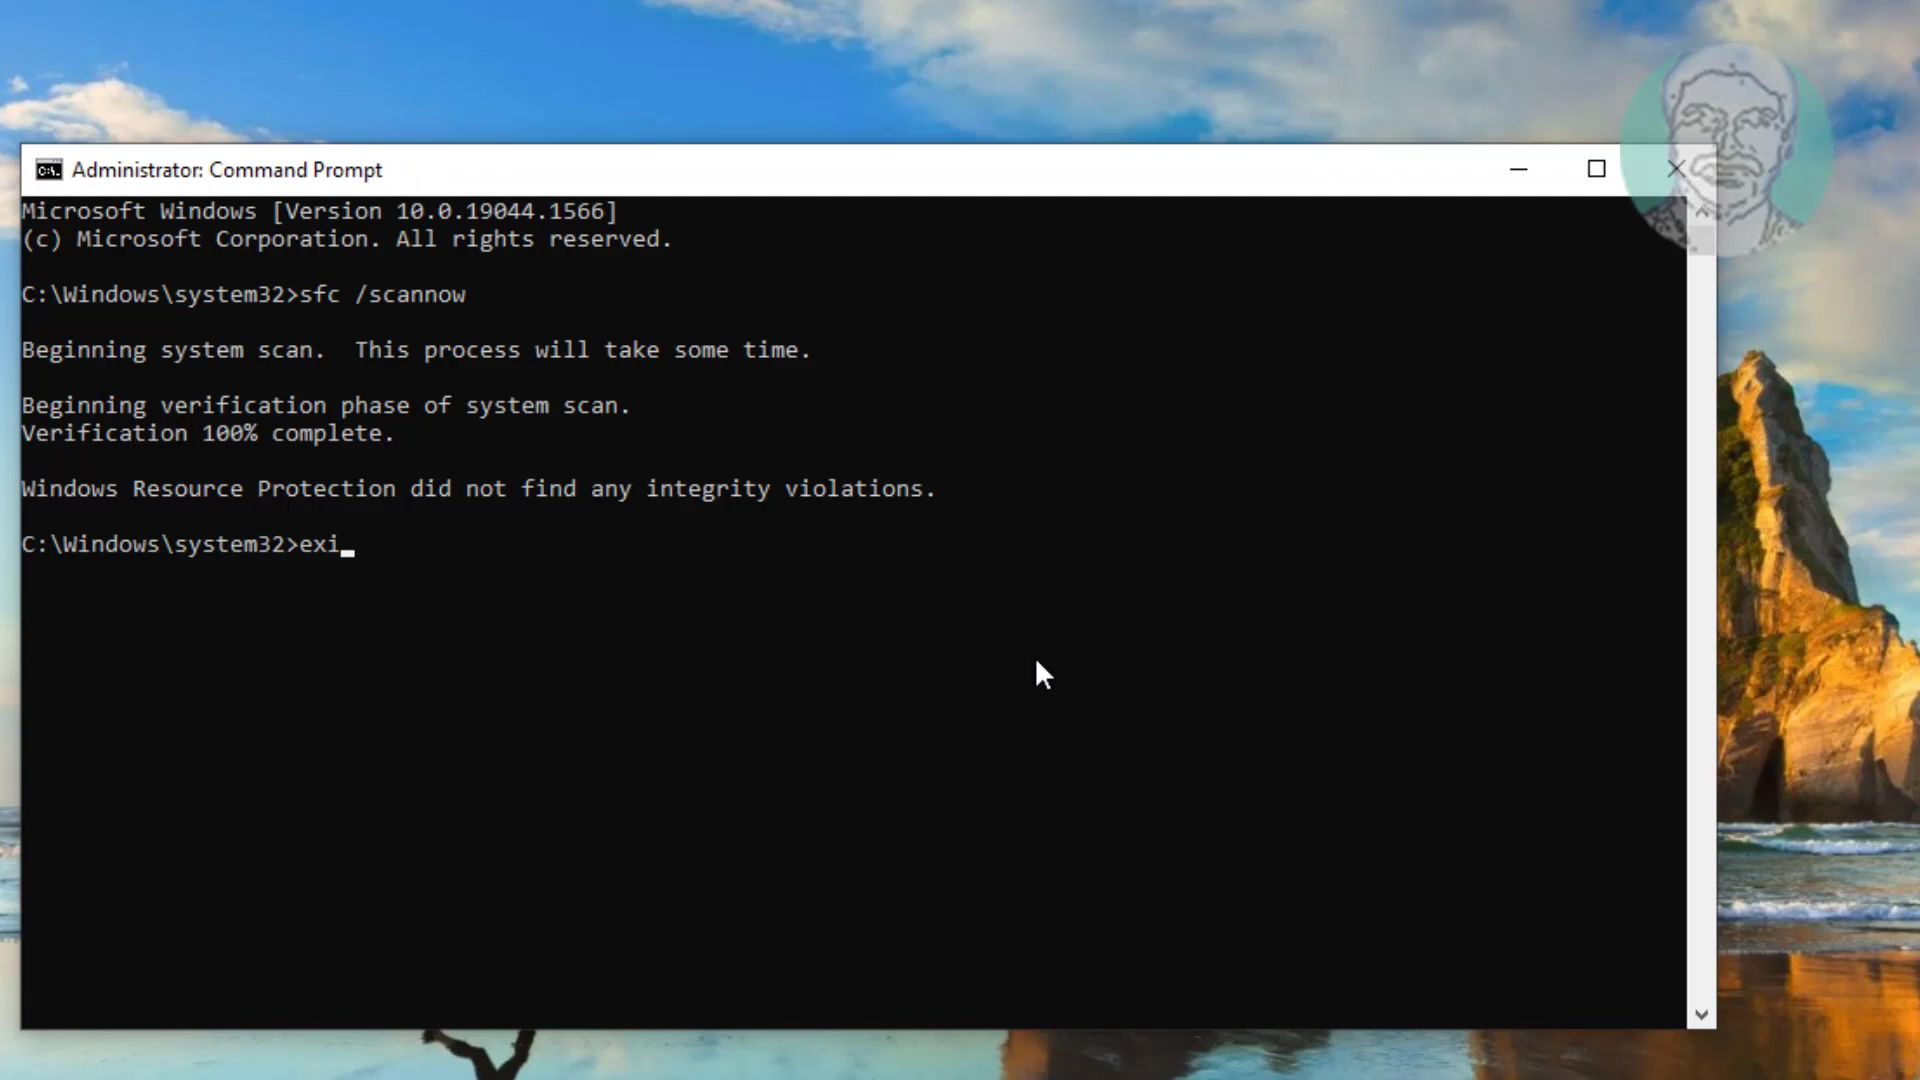 Administrator: Command Prompt
Microsoft Windows [Version 10.0.19044.1566]
(c) Microsoft Corporation. All rights reserved.
C:\Windows\system32>sfc /scannow
Beginning system scan.  This process will take some time.
Beginning verification phase of system scan.
Verification 100% complete.
Windows Resource Protection did not find any integrity violations.
C:\Windows\system32>exi